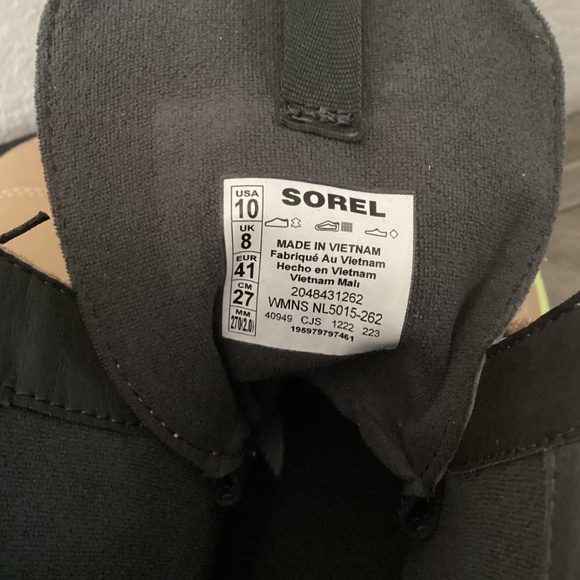 SOREL
USA
10
UK
8
EUR
41
CM
27
MM
270(2.0)
MADE IN VIETNAM
Fabriqué Au Vietnam
Hecho en Vietnam
Vietnam Malı
2048431262
WMNS NL5015-262
40949 CJS 1222 223
195979797461